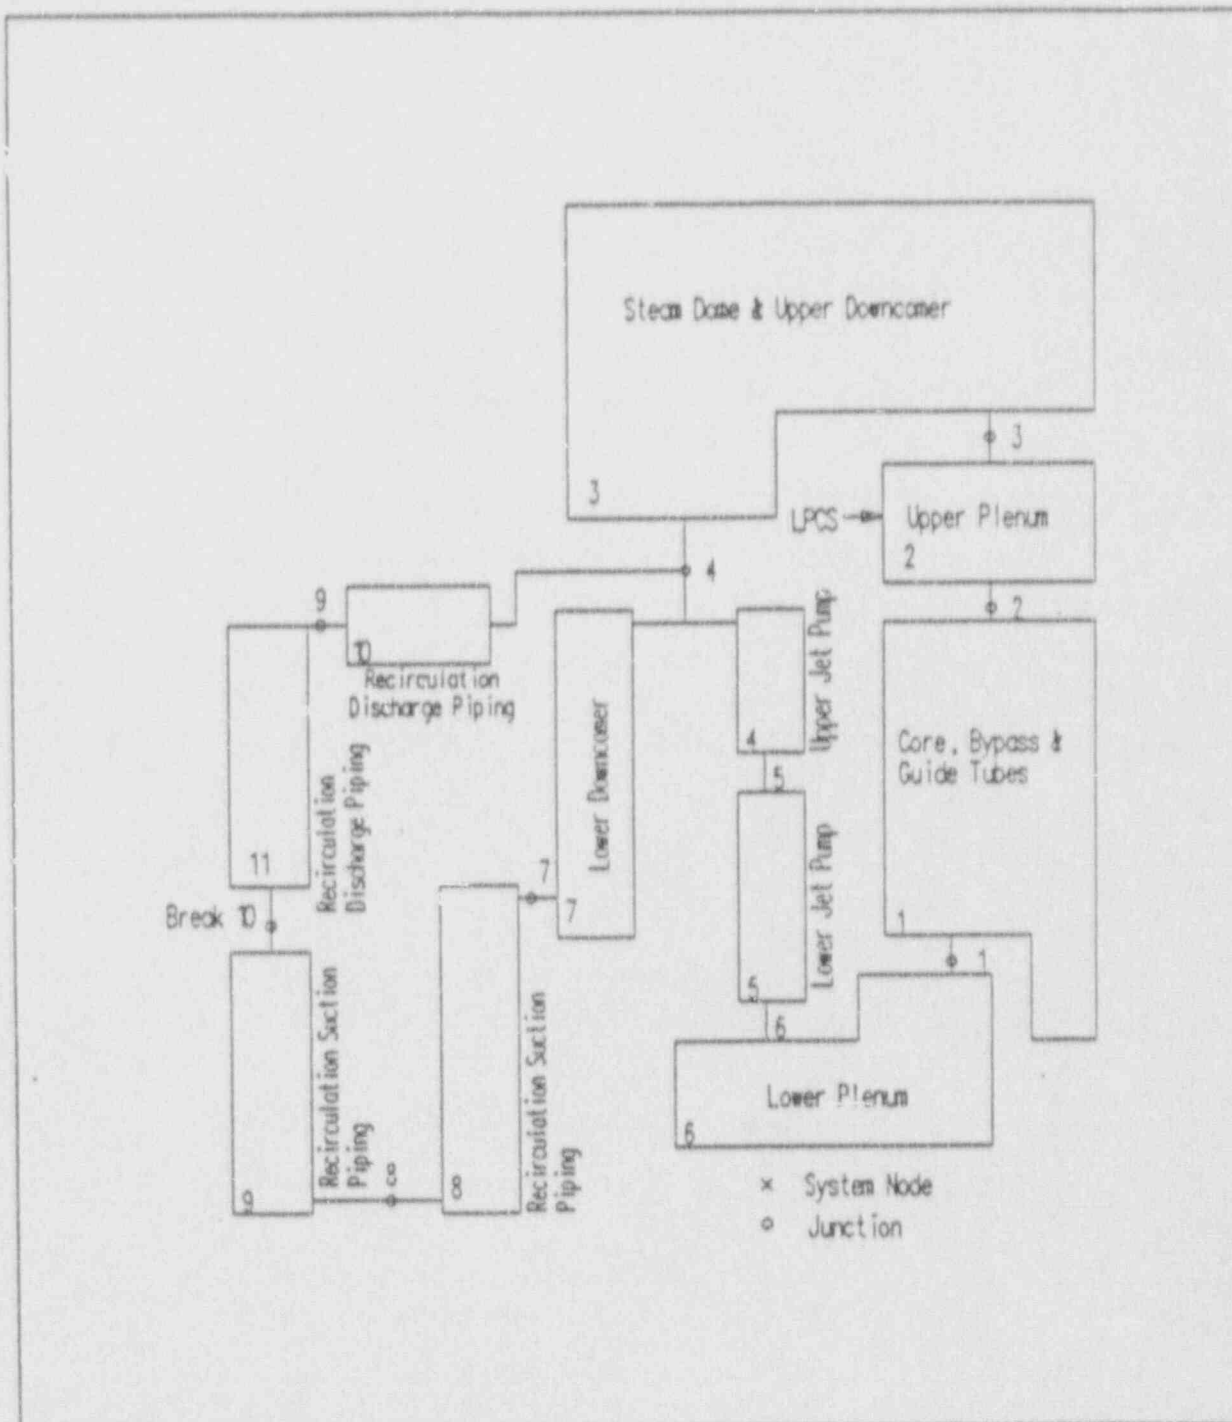 Steam Dome & Upper Downcomer
3
3
LPCS
Upper Plenum
2
2
4
9
10
Recirculation
Discharge Piping
Upper Jet Pump
4
5
Lower Downcomer
7
7
Core, Bypass &
Guide Tubes
1
1
11
Recirculation
Discharge Piping
Break 10
Lower Jet Pump
5
6
Lower Plenum
6
Recirculation Suction
Piping
9
8
8
Recirculation Suction
Piping
x System Node
o Junction